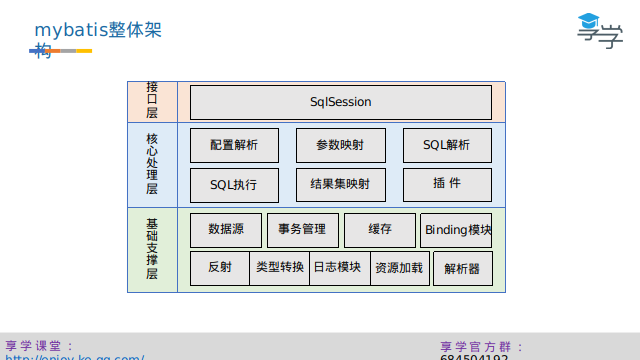 mybatis整体架
构
享学
接口层
SqlSession
核心处理层
配置解析 参数映射 SQL解析
SQL执行 结果集映射 插 件
基础支撑层
数据源 事务管理 缓存 Binding模块
反射 类型转换 日志模块 资源加载 解析器
享学课堂：
http://enjoy.ke.qq.com/
享学官方群：
684504192